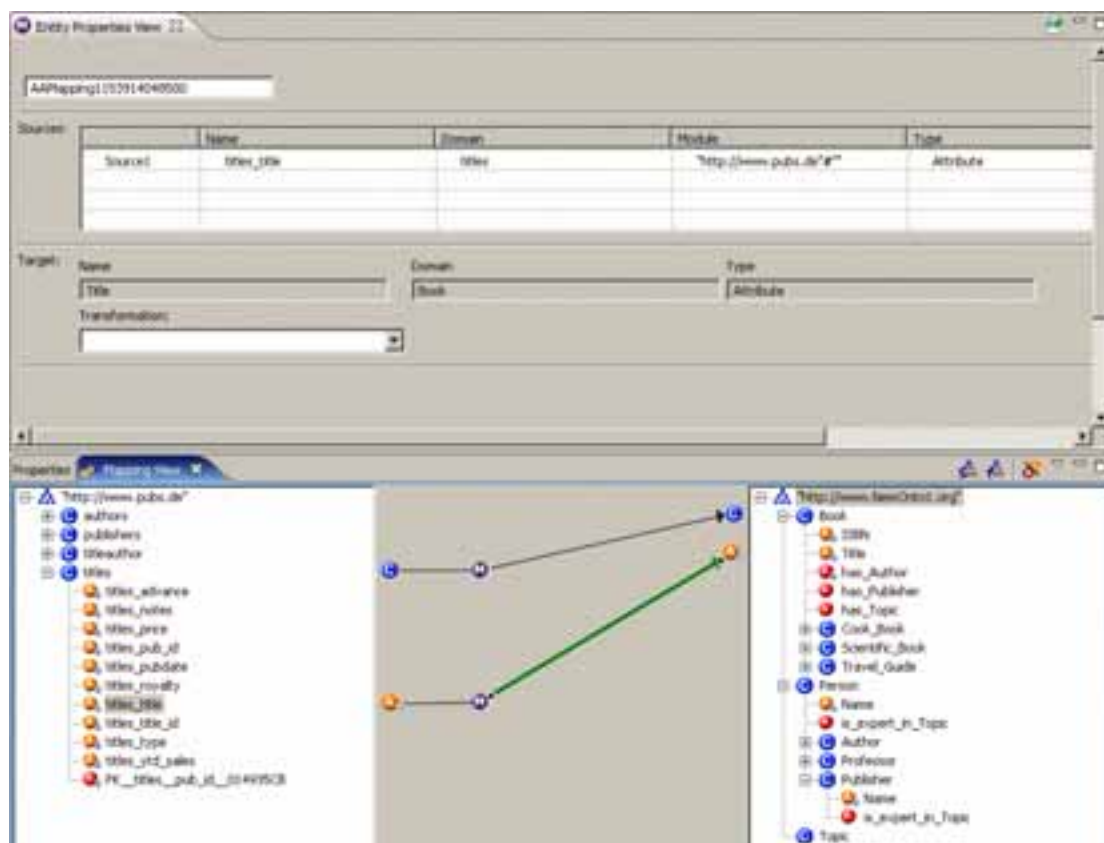 Entity Properties View
AAMapping1153914048500
Sources:
Name Domain Module Type
Source1 titles_title titles "http://www.pubs.de"#"" Attribute
Target:
Name Domain Type
Title Book Attribute
Transformation:
Properties Mapping View
"http://www.pubs.de"
authors
publishers
titleauthor
titles
titles_advance
titles_notes
titles_price
titles_pub_id
titles_pubdate
titles_royalty
titles_title
titles_title_id
titles_type
titles_ytd_sales
"http://www.NewOnto1.org"
Book
ISBN
Title
has_Author
has_Publisher
has_Topic
Cook_Book
Scientific_Book
Travel_Guide
Person
Name
is_expert_in_Topic
Author
Professor
Publisher
Name
is_expert_in_Topic
Topic